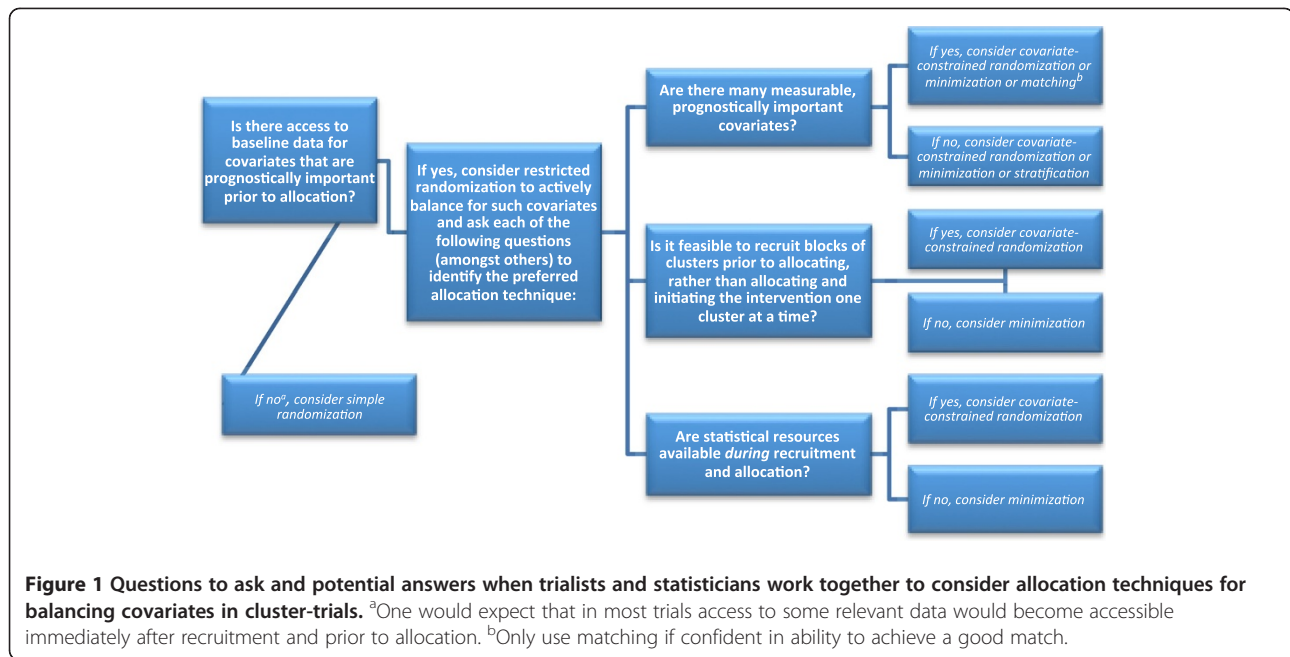 Is there access to
baseline data for
covariates that are
prognostically important
prior to allocation?
If noᵃ, consider simple
randomization
If yes, consider restricted
randomization to actively
balance for such covariates
and ask each of the
following questions
(amongst others) to
identify the preferred
allocation technique:
Are there many measurable,
prognostically important
covariates?
If yes, consider covariate-
constrained randomization or
minimization or matchingᵇ
If no, consider covariate-
constrained randomization or
minimization or stratification
Is it feasible to recruit blocks of
clusters prior to allocating,
rather than allocating and
initiating the intervention one
cluster at a time?
If yes, consider covariate-
constrained randomization
If no, consider minimization
Are statistical resources
available during recruitment
and allocation?
If yes, consider covariate-
constrained randomization
If no, consider minimization
Figure 1 Questions to ask and potential answers when trialists and statisticians work together to consider allocation techniques for
balancing covariates in cluster-trials. ᵃOne would expect that in most trials access to some relevant data would become accessible
immediately after recruitment and prior to allocation. ᵇOnly use matching if confident in ability to achieve a good match.